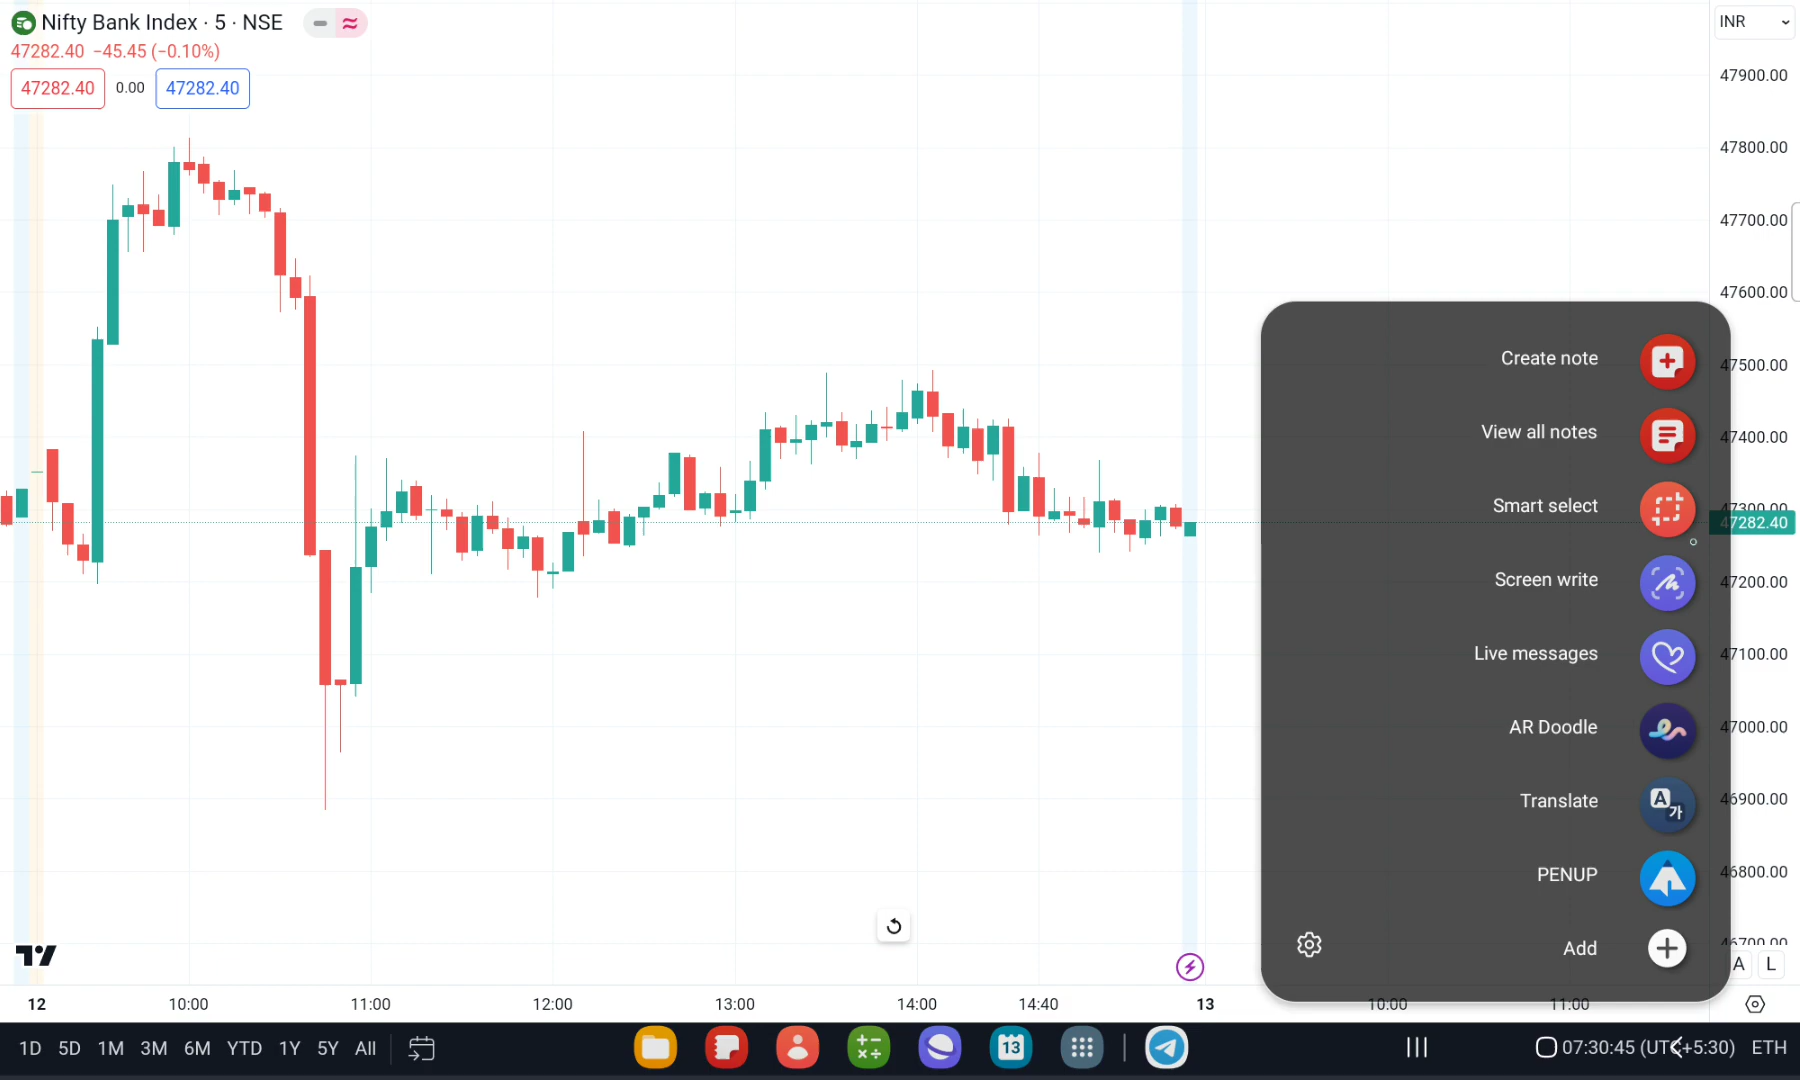 Nifty Bank Index · 5 · NSE
47282.40 −45.45 (−0.10%)
47282.40 0.00 47282.40
INR
47900.00
47800.00
47700.00
47600.00
47500.00
47400.00
47300.00
47282.40
47200.00
47100.00
47000.00
46900.00
46800.00
46700.00
Create note
View all notes
Smart select
Screen write
Live messages
AR Doodle
Translate
A가
PENUP
Add
A L
12 10:00 11:00 12:00 13:00 14:00 14:40 13 10:00 11:00
1D 5D 1M 3M 6M YTD 1Y 5Y All
13
07:30:45 (UTC+5:30) ETH